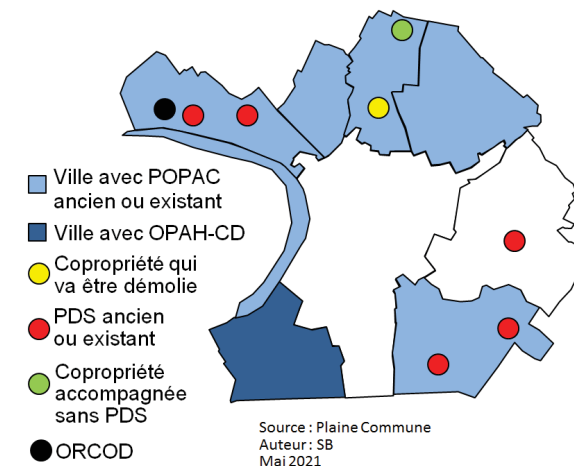 Ville avec POPAC
ancien ou existant
Ville avec OPAH-CD
Copropriété qui
va être démolie
PDS ancien
ou existant
Copropriété
accompagnée
sans PDS
ORCOD
Source : Plaine Commune
Auteur : SB
Mai 2021